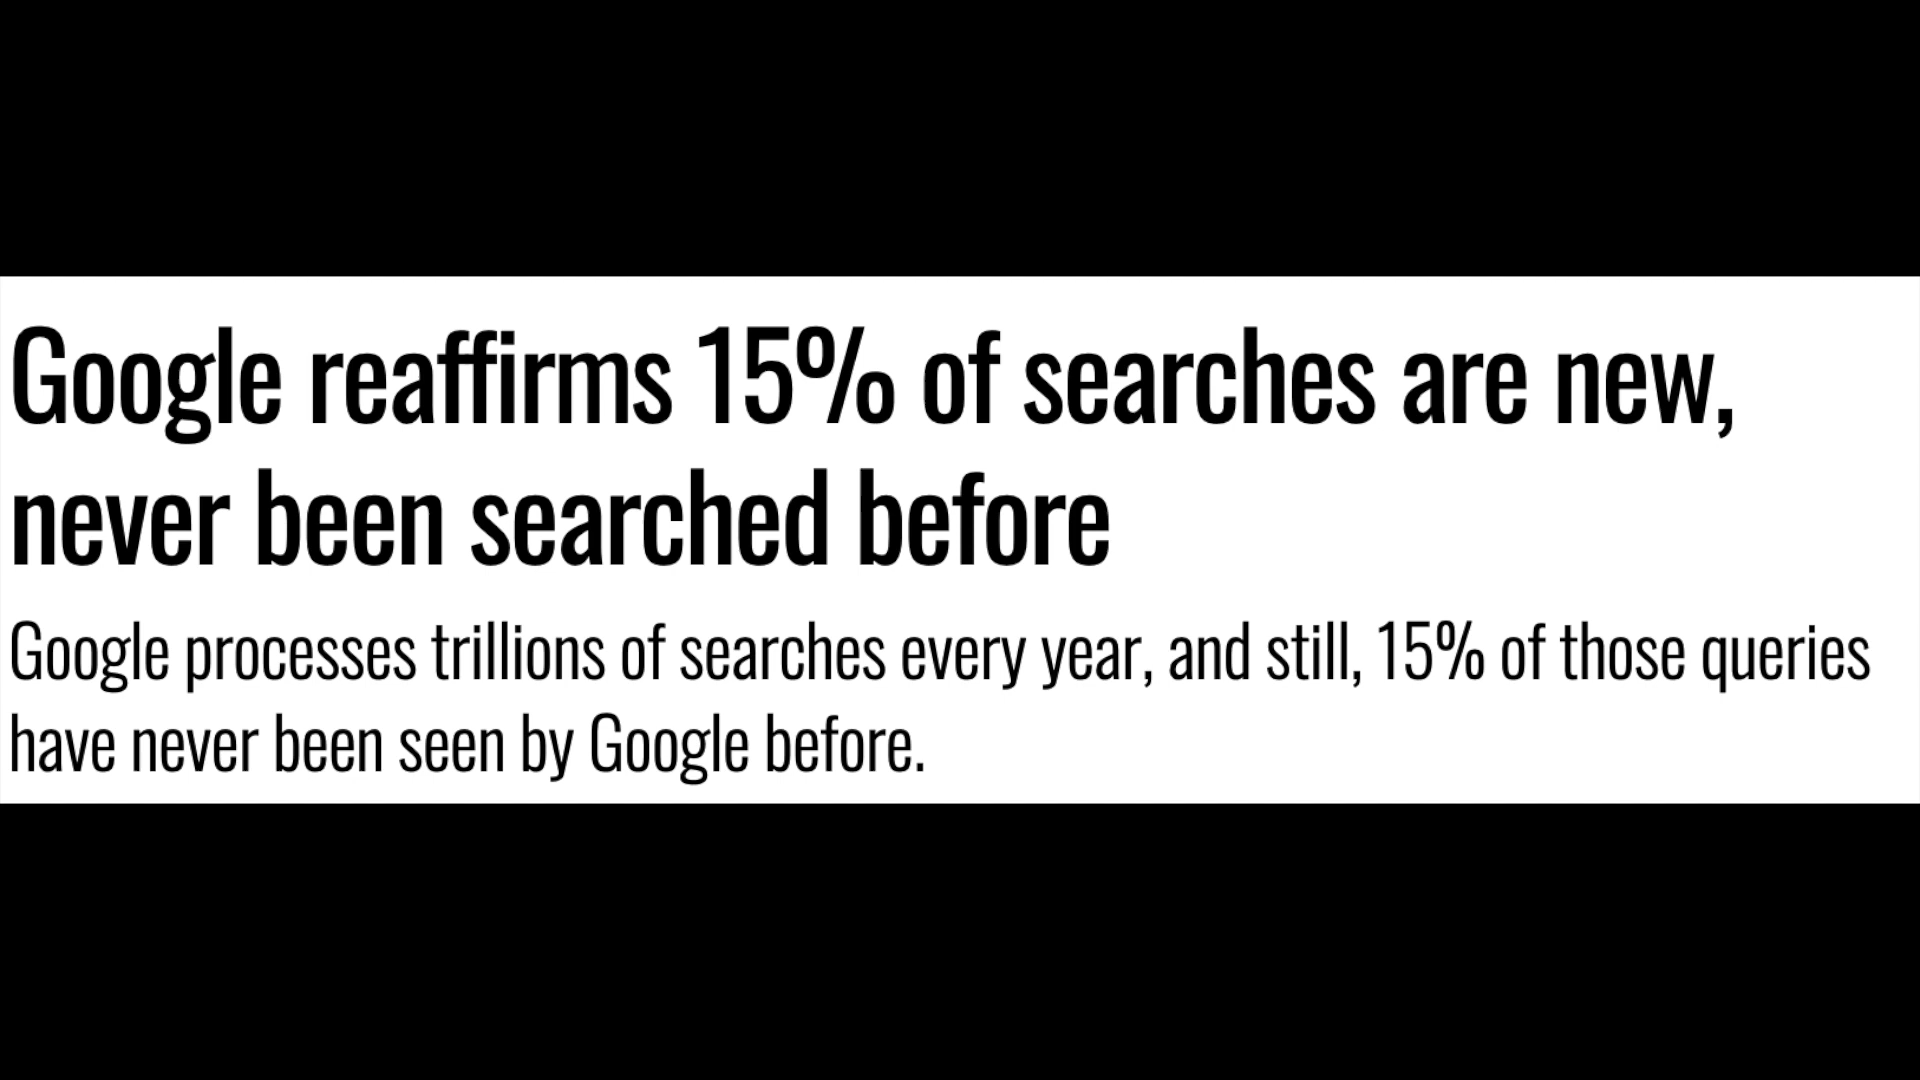 Google reaffirms 15% of searches are new,
never been searched before
Google processes trillions of searches every year, and still, 15% of those queries
have never been seen by Google before.